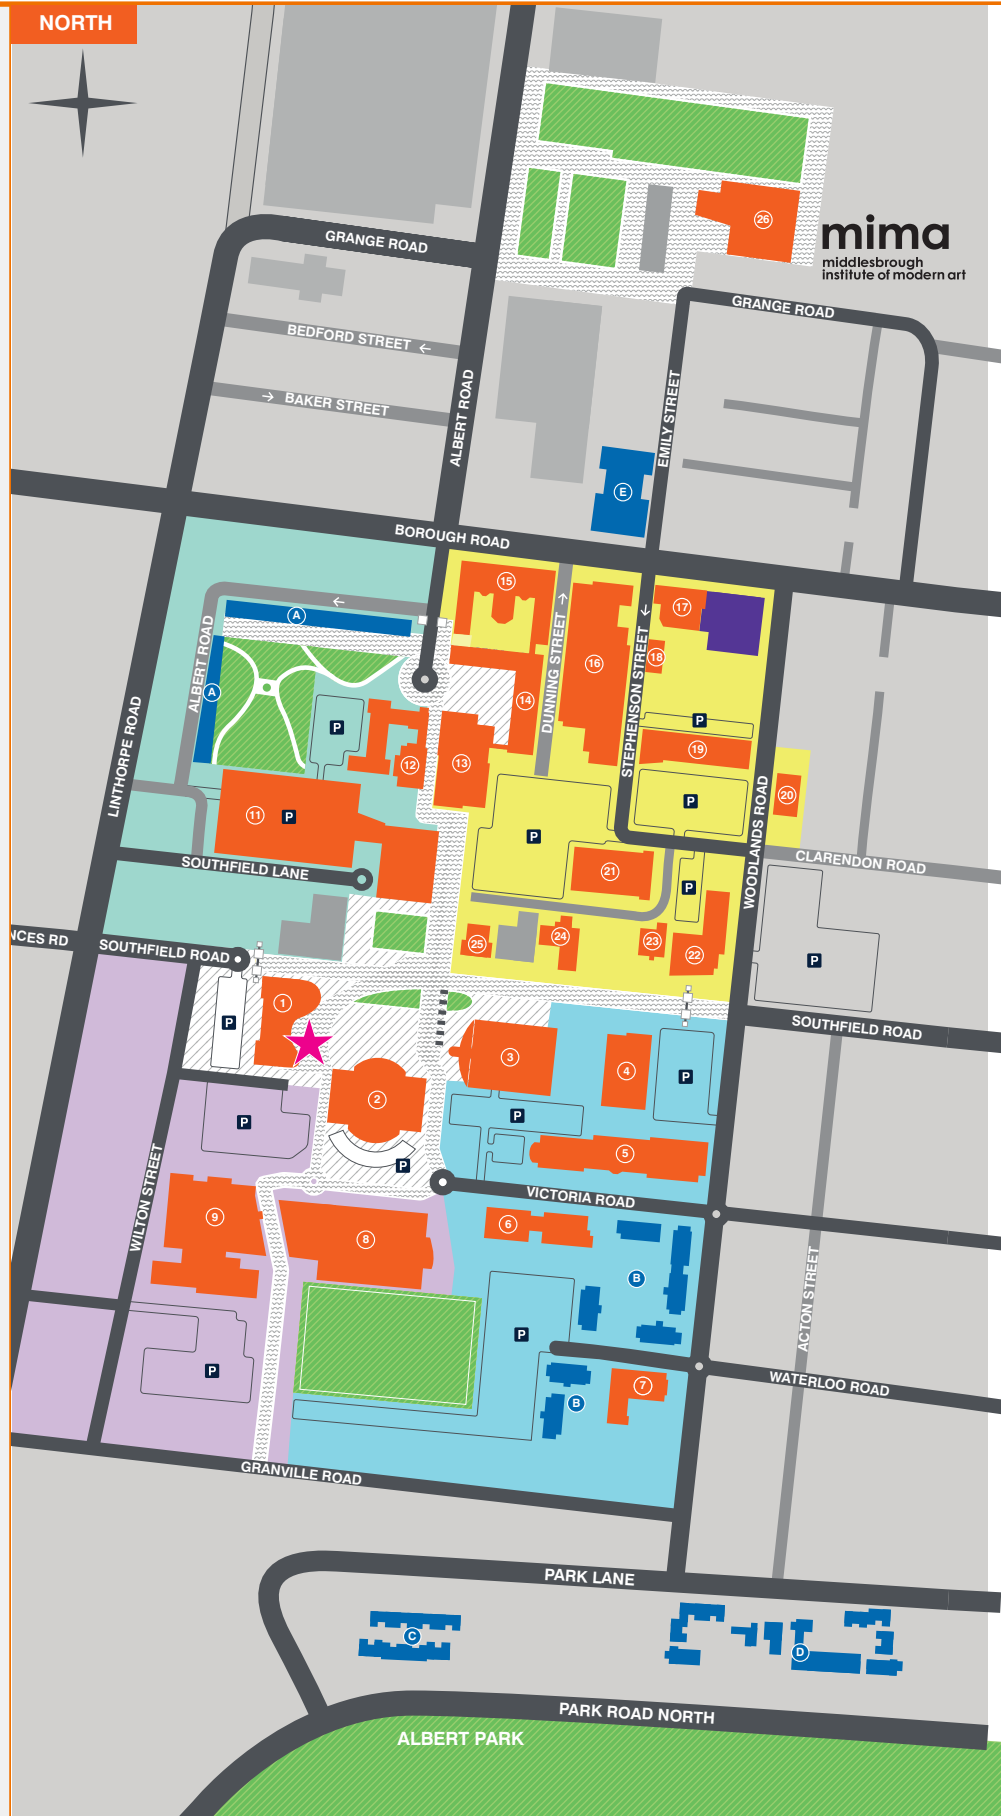 NORTH
26
mima
middlesbrough
institute of modern art
GRANGE ROAD
GRANGE ROAD
BEDFORD STREET ←
→ BAKER STREET
ALBERT ROAD
EMILY STREET
E
BOROUGH ROAD
15
17
A
ALBERT ROAD
DUNNING STREET →
STEPHENSON STREET
16
18
A
14
P
P
12
13
19
LINTHORPE ROAD
WOODLANDS ROAD
20
P
11
P
P
SOUTHFIELD LANE
CLARENDON ROAD
21
P
NCES RD
SOUTHFIELD ROAD
25
24
23
22
P
1
P
SOUTHFIELD ROAD
3
4
P
2
P
P
5
P
WILTON STREET
VICTORIA ROAD
9
8
6
B
ACTON STREET
P
P
7
WATERLOO ROAD
B
GRANVILLE ROAD
PARK LANE
C
D
PARK ROAD NORTH
ALBERT PARK